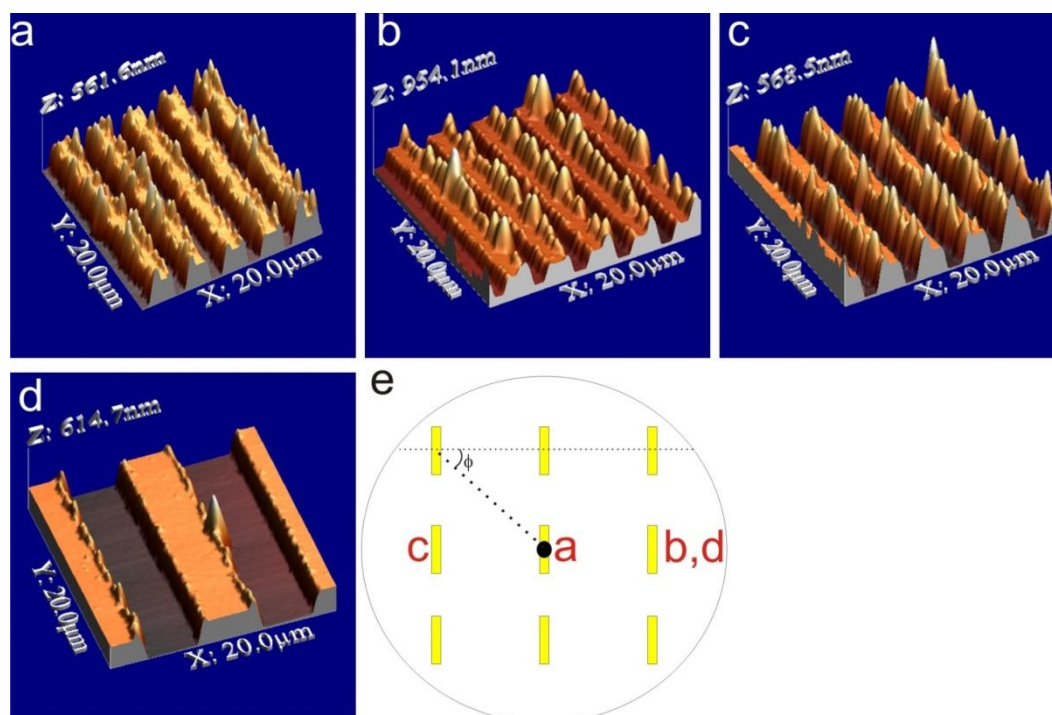 a
Z: 561.6nm
Y: 20.0µm
X: 20.0µm
b
Z: 954.1nm
Y: 20.0µm
X: 20.0µm
c
Z: 568.5nm
Y: 20.0µm
X: 20.0µm
d
Z: 614.7nm
Y: 20.0µm
X: 20.0µm
e
ϕ
c
a
b,d